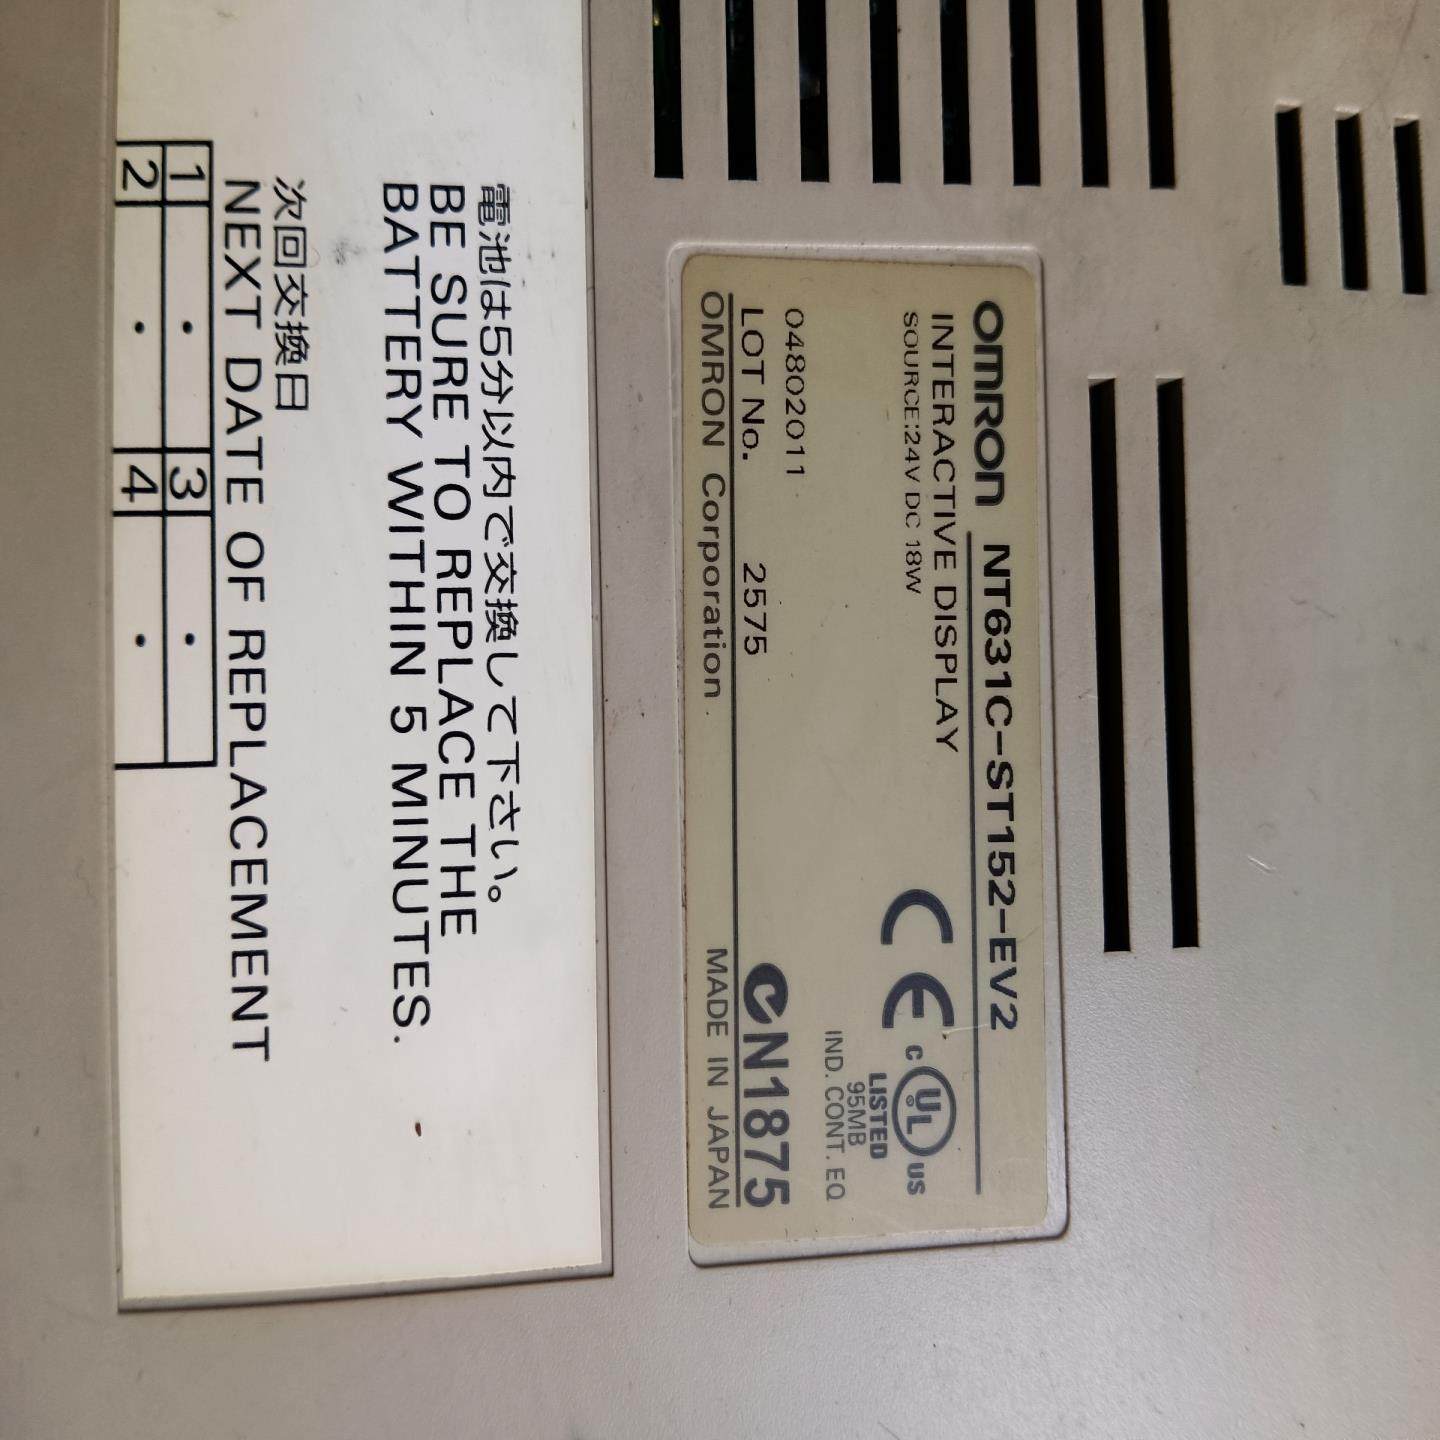 OMRON NT631C-ST152-EV2
INTERACTIVE DISPLAY
SOURCE:24V DC 18W
CE
C UL US
LISTED
95MB
IND. CONT. EQ
04802011
LOT No. 2575
N1875
OMRON Corporation
MADE IN JAPAN
電池は5分以内で交換して下さい。
BE SURE TO REPLACE THE
BATTERY WITHIN 5 MINUTES.
次回交換日
NEXT DATE OF REPLACEMENT
1 . 3 .
2 . 4 .